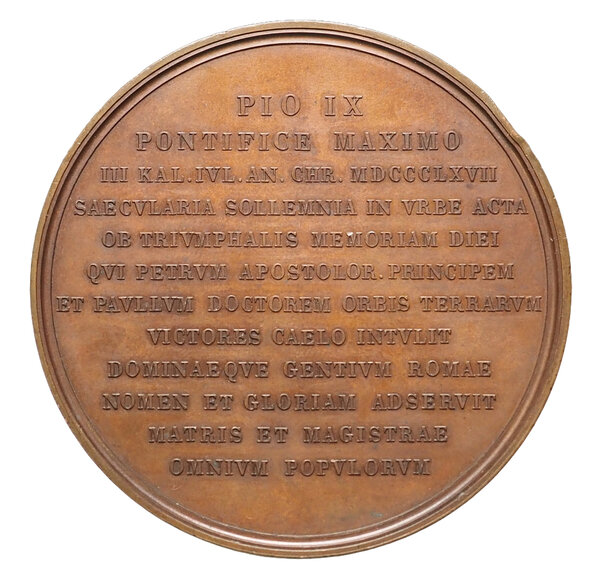 PIO IX
PONTIFICE MAXIMO
III KAL. IVL. AN. CHR. MDCCCLXVII
SAECVLARIA SOLLEMNIA IN VRBE ACTA
OB TRIVMPHALIS MEMORIAM DIEI
QVI PETRVM APOSTOLOR. PRINCIPEM
ET PAVLLVM DOCTOREM ORBIS TERRARVM
VICTORES CAELO INTVLIT
DOMINAEQVE GENTIVM ROMAE
NOMEN ET GLORIAM ADSERVIT
MATRIS ET MAGISTRAE
OMNIVM POPVLORVM